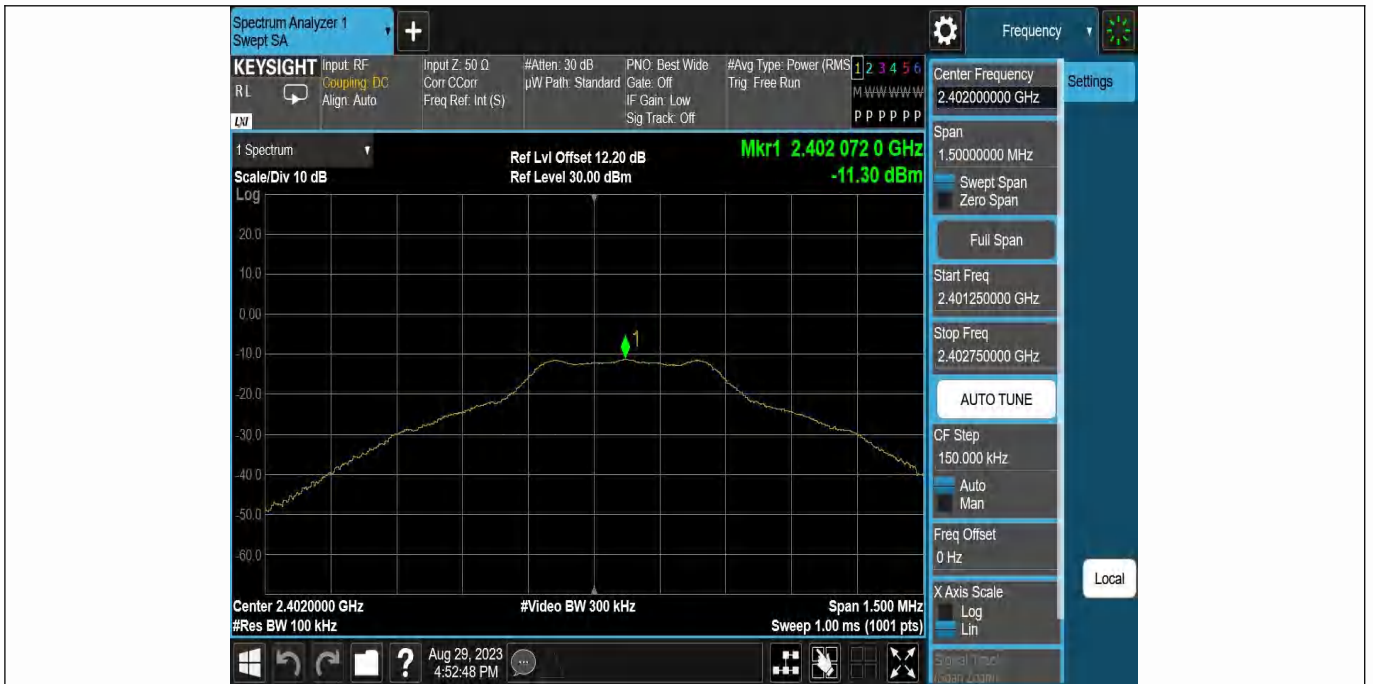 Spectrum Analyzer 1
Swept SA
+
Frequency
KEYSIGHT
RL
LXI
Input: RF
Coupling: DC
Align: Auto
Input Z: 50 Ω
Corr CCorr
Freq Ref: Int (S)
#Atten: 30 dB
µW Path: Standard
PNO: Best Wide
Gate: Off
IF Gain: Low
Sig Track: Off
#Avg Type: Power (RMS
Trig: Free Run
1 2 3 4 5 6
M W W W W W
P P P P P P
1 Spectrum
Scale/Div 10 dB
Ref Lvl Offset 12.20 dB
Ref Level 30.00 dBm
Mkr1 2.402 072 0 GHz
-11.30 dBm
Log
20.0
10.0
0.00
-10.0
-20.0
-30.0
-40.0
-50.0
-60.0
1
Center 2.4020000 GHz
#Res BW 100 kHz
#Video BW 300 kHz
Span 1.500 MHz
Sweep 1.00 ms (1001 pts)
Center Frequency
2.402000000 GHz
Settings
Span
1.50000000 MHz
Swept Span
Zero Span
Full Span
Start Freq
2.401250000 GHz
Stop Freq
2.402750000 GHz
AUTO TUNE
CF Step
150.000 kHz
Auto
Man
Freq Offset
0 Hz
X Axis Scale
Log
Lin
Signal Track
(Span Zoom)
Local
?
Aug 29, 2023
4:52:48 PM